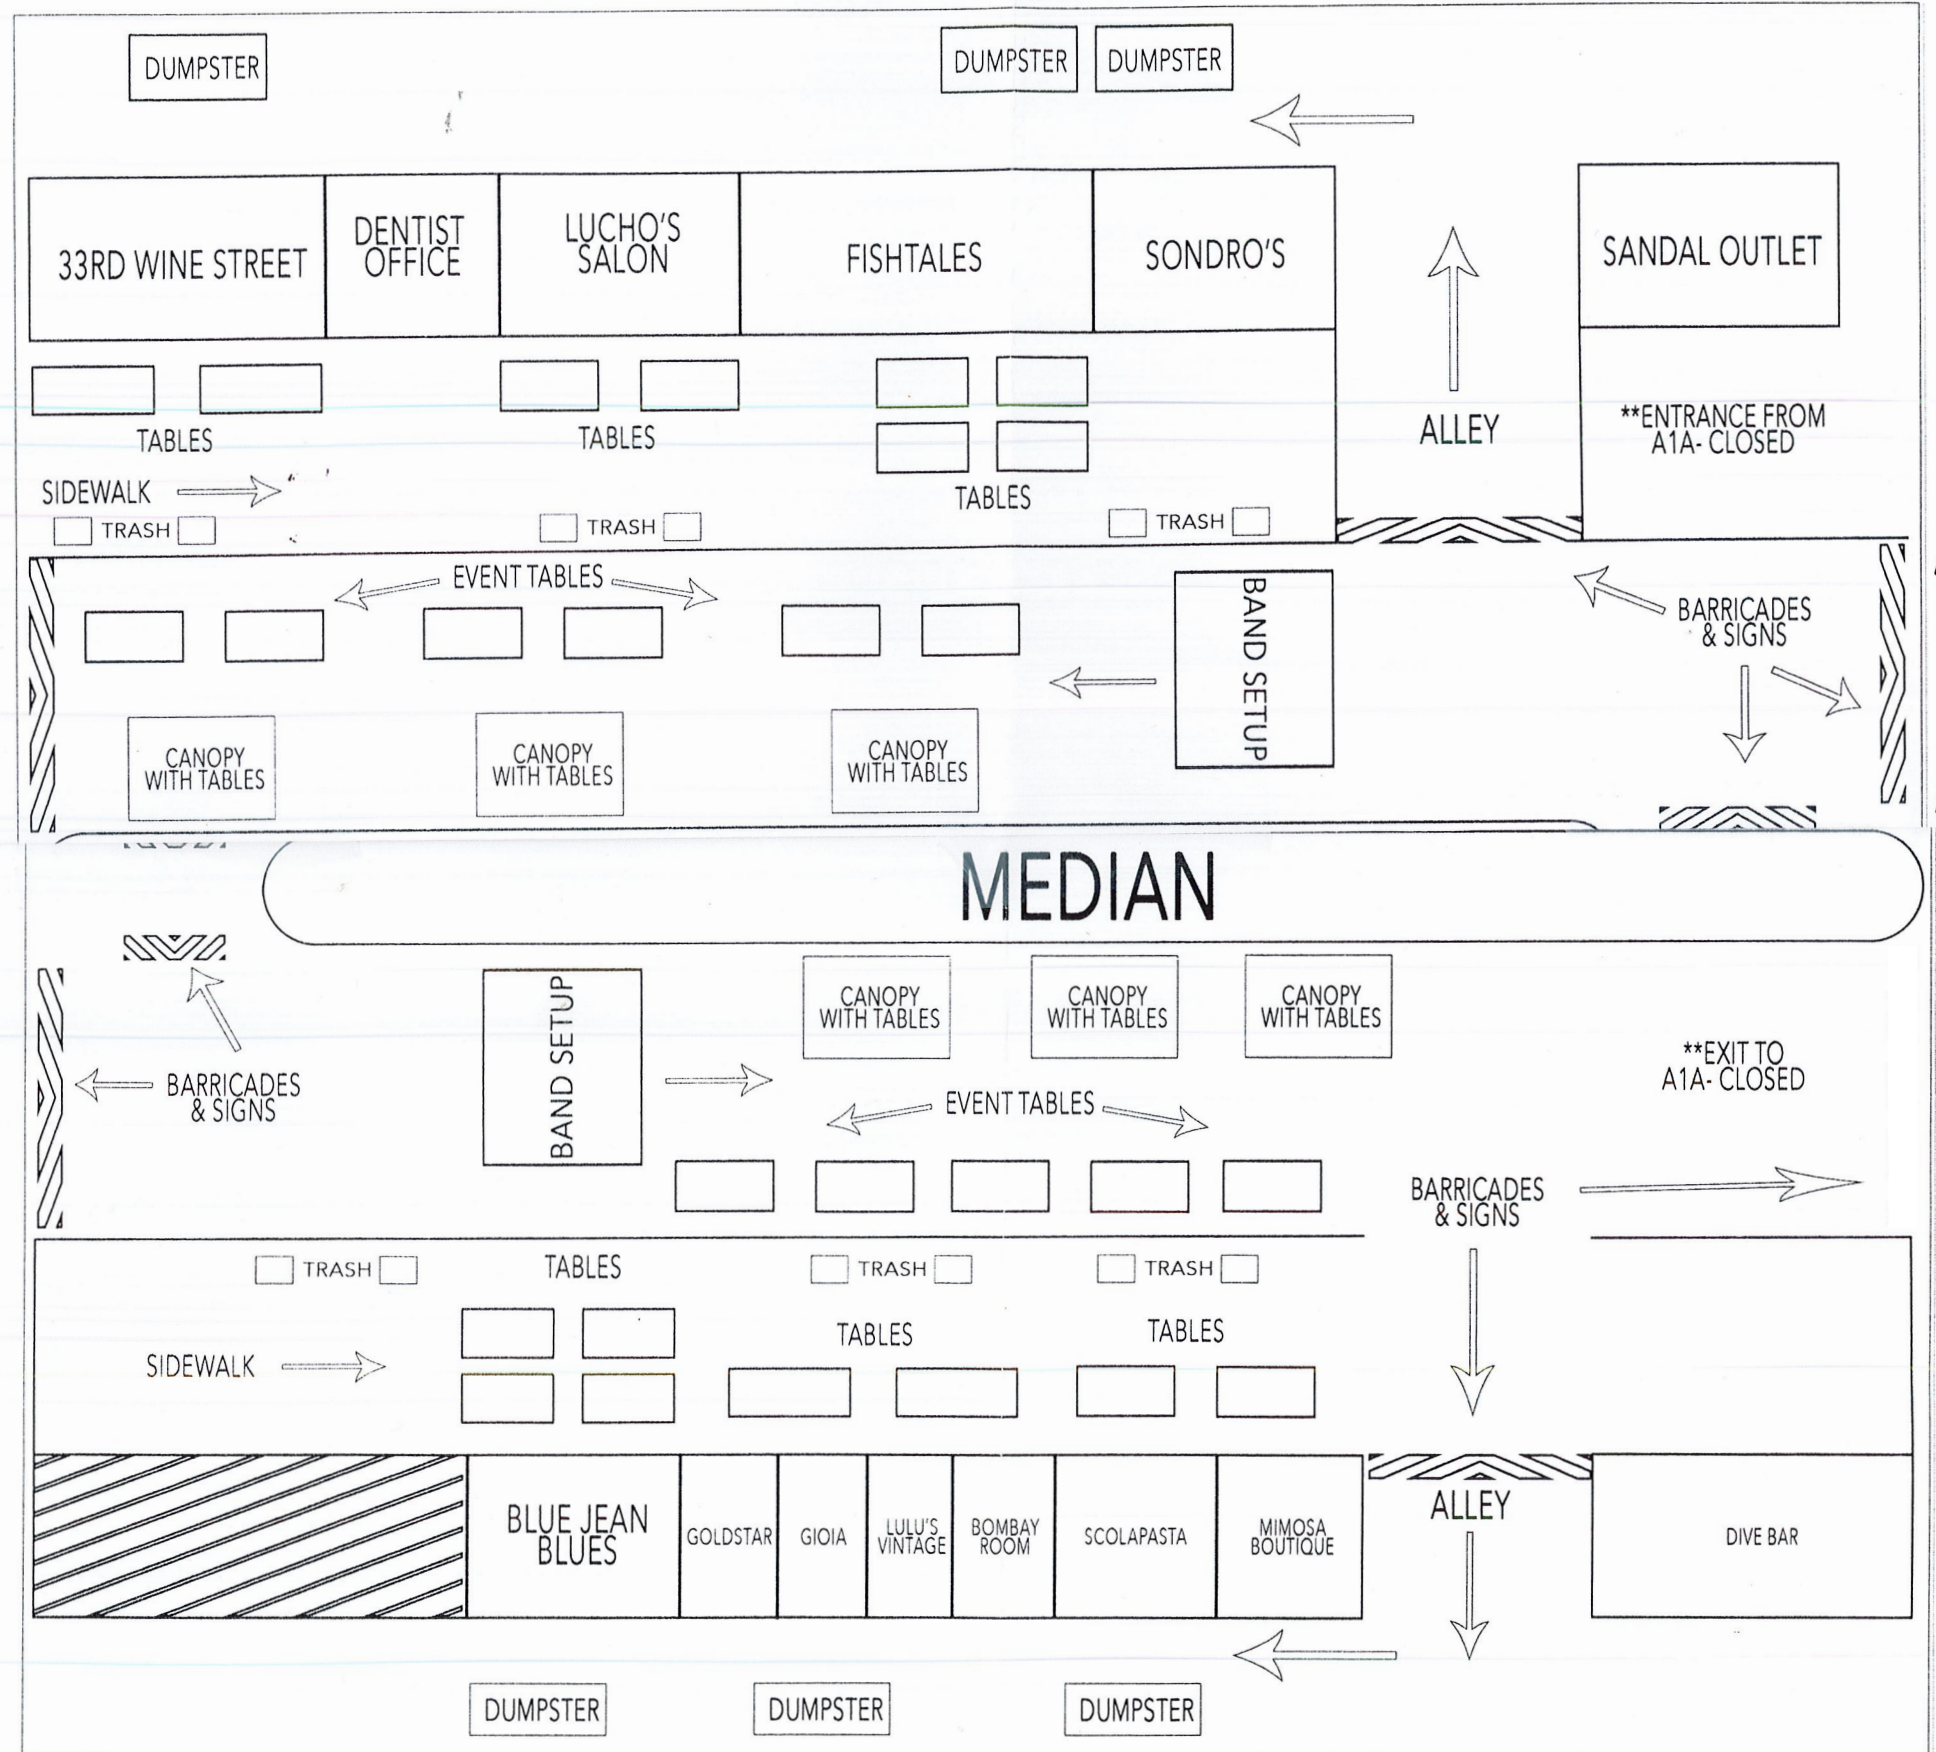 DUMPSTER
DUMPSTER
DUMPSTER
33RD WINE STREET
DENTIST
OFFICE
LUCHO'S
SALON
FISHTALES
SONDRO'S
SANDAL OUTLET
TABLES
TABLES
TABLES
ALLEY
**ENTRANCE FROM
A1A- CLOSED
SIDEWALK
TRASH
TRASH
TRASH
EVENT TABLES
BAND SETUP
BARRICADES
& SIGNS
CANOPY
WITH TABLES
CANOPY
WITH TABLES
CANOPY
WITH TABLES
MEDIAN
BARRICADES
& SIGNS
BAND SETUP
CANOPY
WITH TABLES
CANOPY
WITH TABLES
CANOPY
WITH TABLES
**EXIT TO
A1A- CLOSED
EVENT TABLES
BARRICADES
& SIGNS
TRASH
TABLES
TRASH
TRASH
SIDEWALK
TABLES
TABLES
BLUE JEAN
BLUES
GOLDSTAR
GIOIA
LULU'S
VINTAGE
BOMBAY
ROOM
SCOLAPASTA
MIMOSA
BOUTIQUE
ALLEY
DIVE BAR
DUMPSTER
DUMPSTER
DUMPSTER